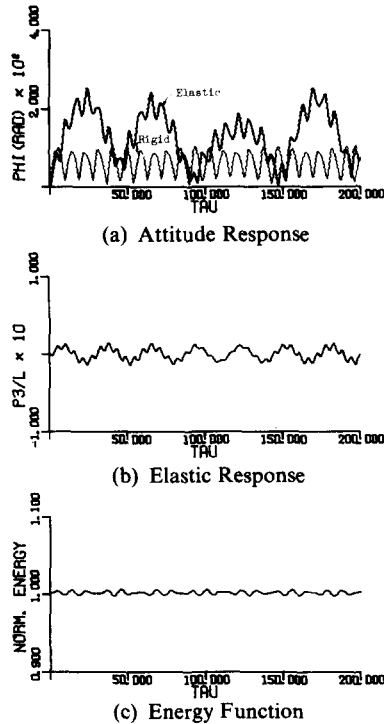 4.000
2.000
PHI(RAD) × 10²
Elastic
Rigid
50.000 100.000 150.000 200.000
TAU
(a) Attitude Response
1.000
P3/L × 10
-1.000
50.000 100.000 150.000 200.000
TAU
(b) Elastic Response
1.100
1.000
NORM. ENERGY
0.900
50.000 100.000 150.000 200.000
TAU
(c) Energy Function